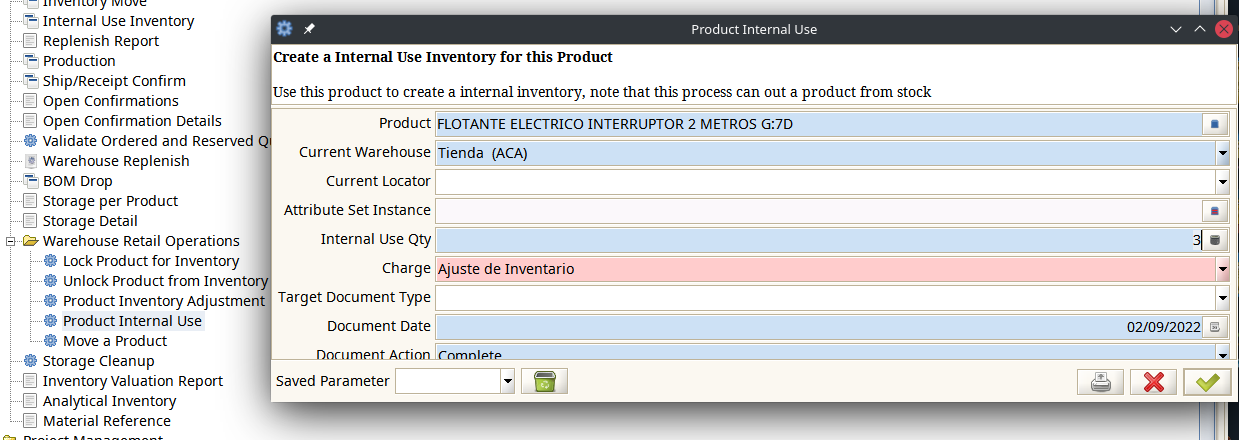 Inventory Move
Internal Use Inventory
Replenish Report
Production
Ship/Receipt Confirm
Open Confirmations
Open Confirmation Details
Validate Ordered and Reserved Q
Warehouse Replenish
BOM Drop
Storage per Product
Storage Detail
Warehouse Retail Operations
Lock Product for Inventory
Unlock Product from Inventory
Product Inventory Adjustment
Product Internal Use
Move a Product
Storage Cleanup
Inventory Valuation Report
Analytical Inventory
Material Reference
Project Management
Product Internal Use
Create a Internal Use Inventory for this Product
Use this product to create a internal inventory, note that this process can out a product from stock
Product FLOTANTE ELECTRICO INTERRUPTOR 2 METROS G:7D
Current Warehouse Tienda (ACA)
Current Locator
Attribute Set Instance
Internal Use Qty 3
Charge Ajuste de Inventario
Target Document Type
Document Date 02/09/2022
Document Action Complete
Saved Parameter